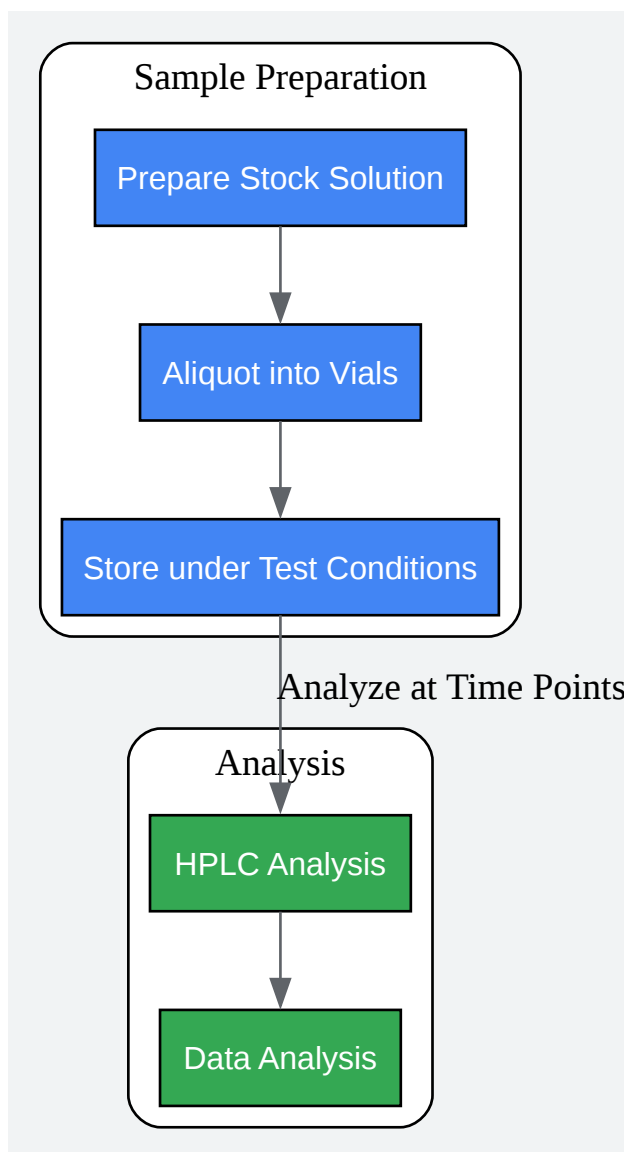 Sample Preparation
Prepare Stock Solution
Aliquot into Vials
Store under Test Conditions
Analyze at Time Points
Analysis
HPLC Analysis
Data Analysis